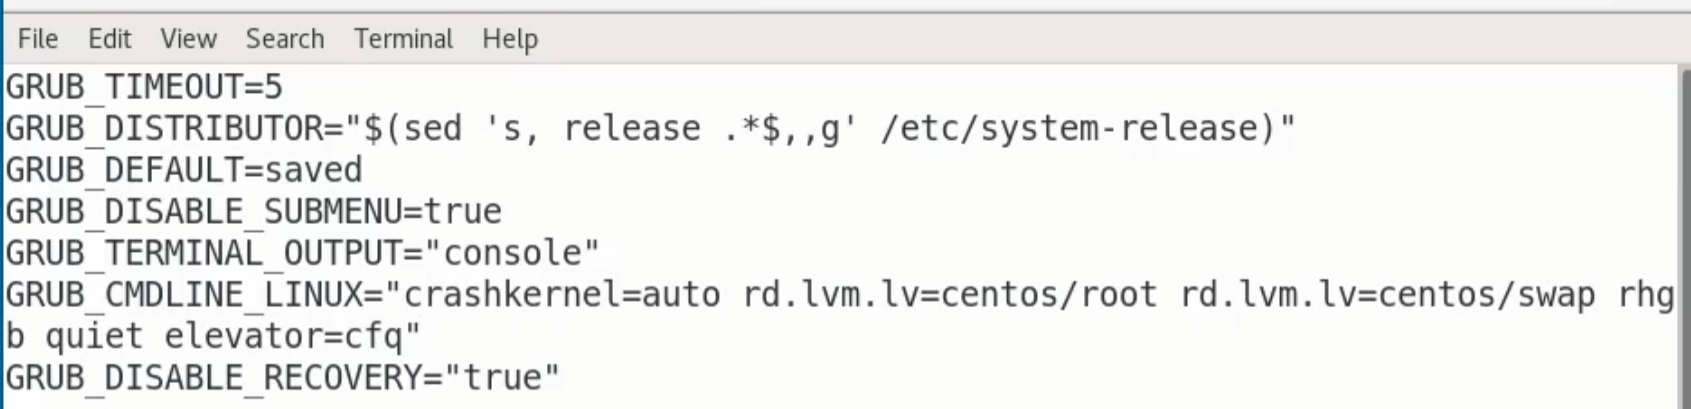 File Edit View Search Terminal Help
GRUB_TIMEOUT=5
GRUB_DISTRIBUTOR="$(sed 's, release .*$,,g' /etc/system-release)"
GRUB_DEFAULT=saved
GRUB_DISABLE_SUBMENU=true
GRUB_TERMINAL_OUTPUT="console"
GRUB_CMDLINE_LINUX="crashkernel=auto rd.lvm.lv=centos/root rd.lvm.lv=centos/swap rhg
b quiet elevator=cfq"
GRUB_DISABLE_RECOVERY="true"